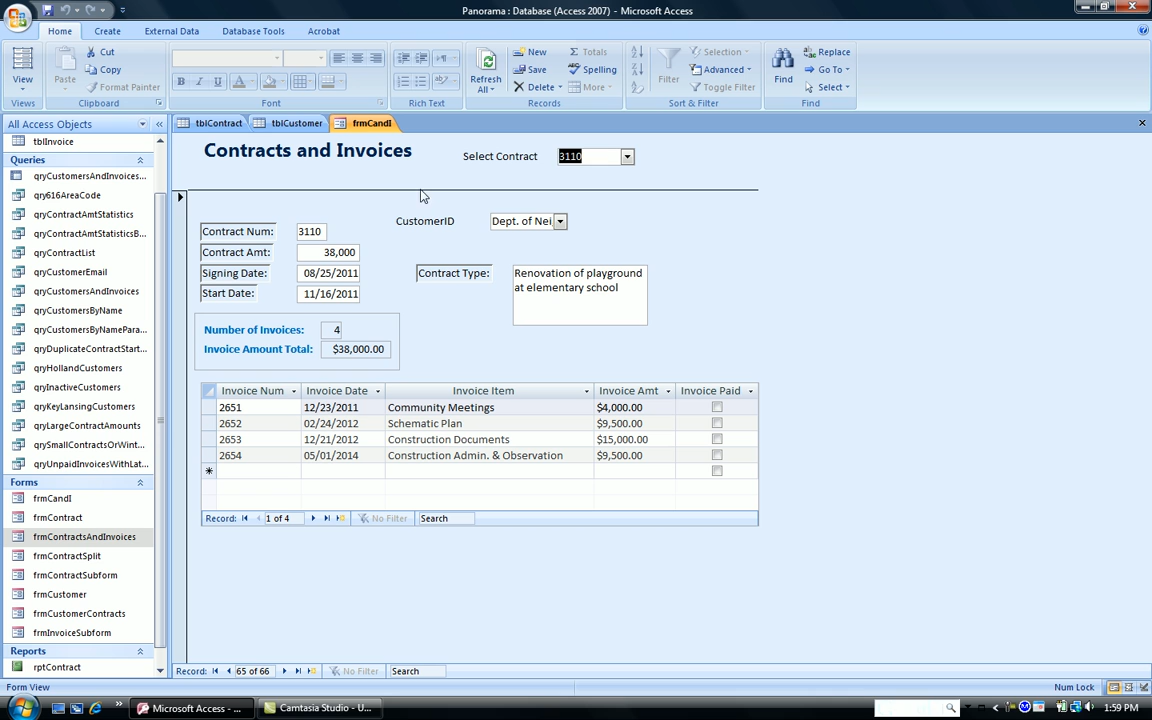 Panorama : Database (Access 2007) - Microsoft Access
Home Create External Data Database Tools Acrobat
View
Views
Paste
Cut
Copy
Format Painter
Clipboard
B I U A
Font
Rich Text
Refresh All
New
Save
Delete
Totals
Spelling
More
Records
Filter
Selection
Advanced
Toggle Filter
Sort & Filter
Find
Replace
Go To
Select
Find
All Access Objects «
tblInvoice
Queries
qryCustomersAndInvoices...
qry616AreaCode
qryContractAmtStatistics
qryContractAmtStatisticsB...
qryContractList
qryCustomerEmail
qryCustomersAndInvoices
qryCustomersByName
qryCustomersByNamePara...
qryDuplicateContractStart...
qryHollandCustomers
qryInactiveCustomers
qryKeyLansingCustomers
qryLargeContractAmounts
qrySmallContractsOrWint...
qryUnpaidInvoicesWithLat...
Forms
frmCandI
frmContract
frmContractsAndInvoices
frmContractSplit
frmContractSubform
frmCustomer
frmCustomerContracts
frmInvoiceSubform
Reports
rptContract
tblContract tblCustomer frmCandI
Contracts and Invoices
Select Contract 3110
Contract Num: 3110
CustomerID Dept. of Nei
Contract Amt: 38,000
Signing Date: 08/25/2011
Start Date: 11/16/2011
Contract Type: Renovation of playground
at elementary school
Number of Invoices: 4
Invoice Amount Total: $38,000.00
Invoice Num Invoice Date Invoice Item Invoice Amt Invoice Paid
2651 12/23/2011 Community Meetings $4,000.00
2652 02/24/2012 Schematic Plan $9,500.00
2653 12/21/2012 Construction Documents $15,000.00
2654 05/01/2014 Construction Admin. & Observation $9,500.00
Record: 1 of 4 No Filter Search
Record: 65 of 66 No Filter Search
Form View Num Lock
Microsoft Access - ... Camtasia Studio - U... 1:59 PM